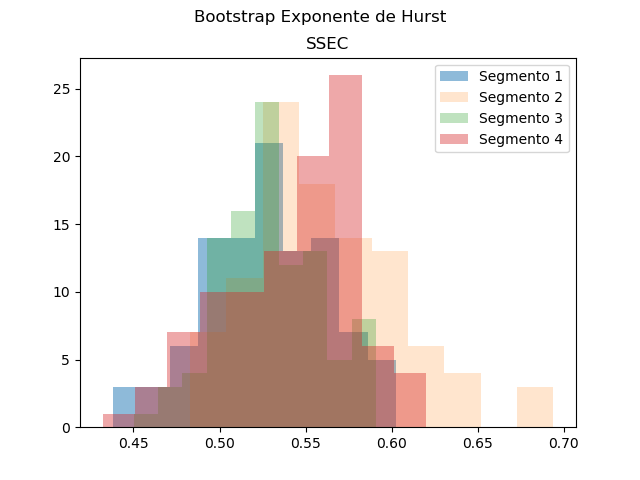 Bootstrap Exponente de Hurst
SSEC
Segmento 1
Segmento 2
Segmento 3
Segmento 4
25
20
15
10
5
0
0.45 0.50 0.55 0.60 0.65 0.70